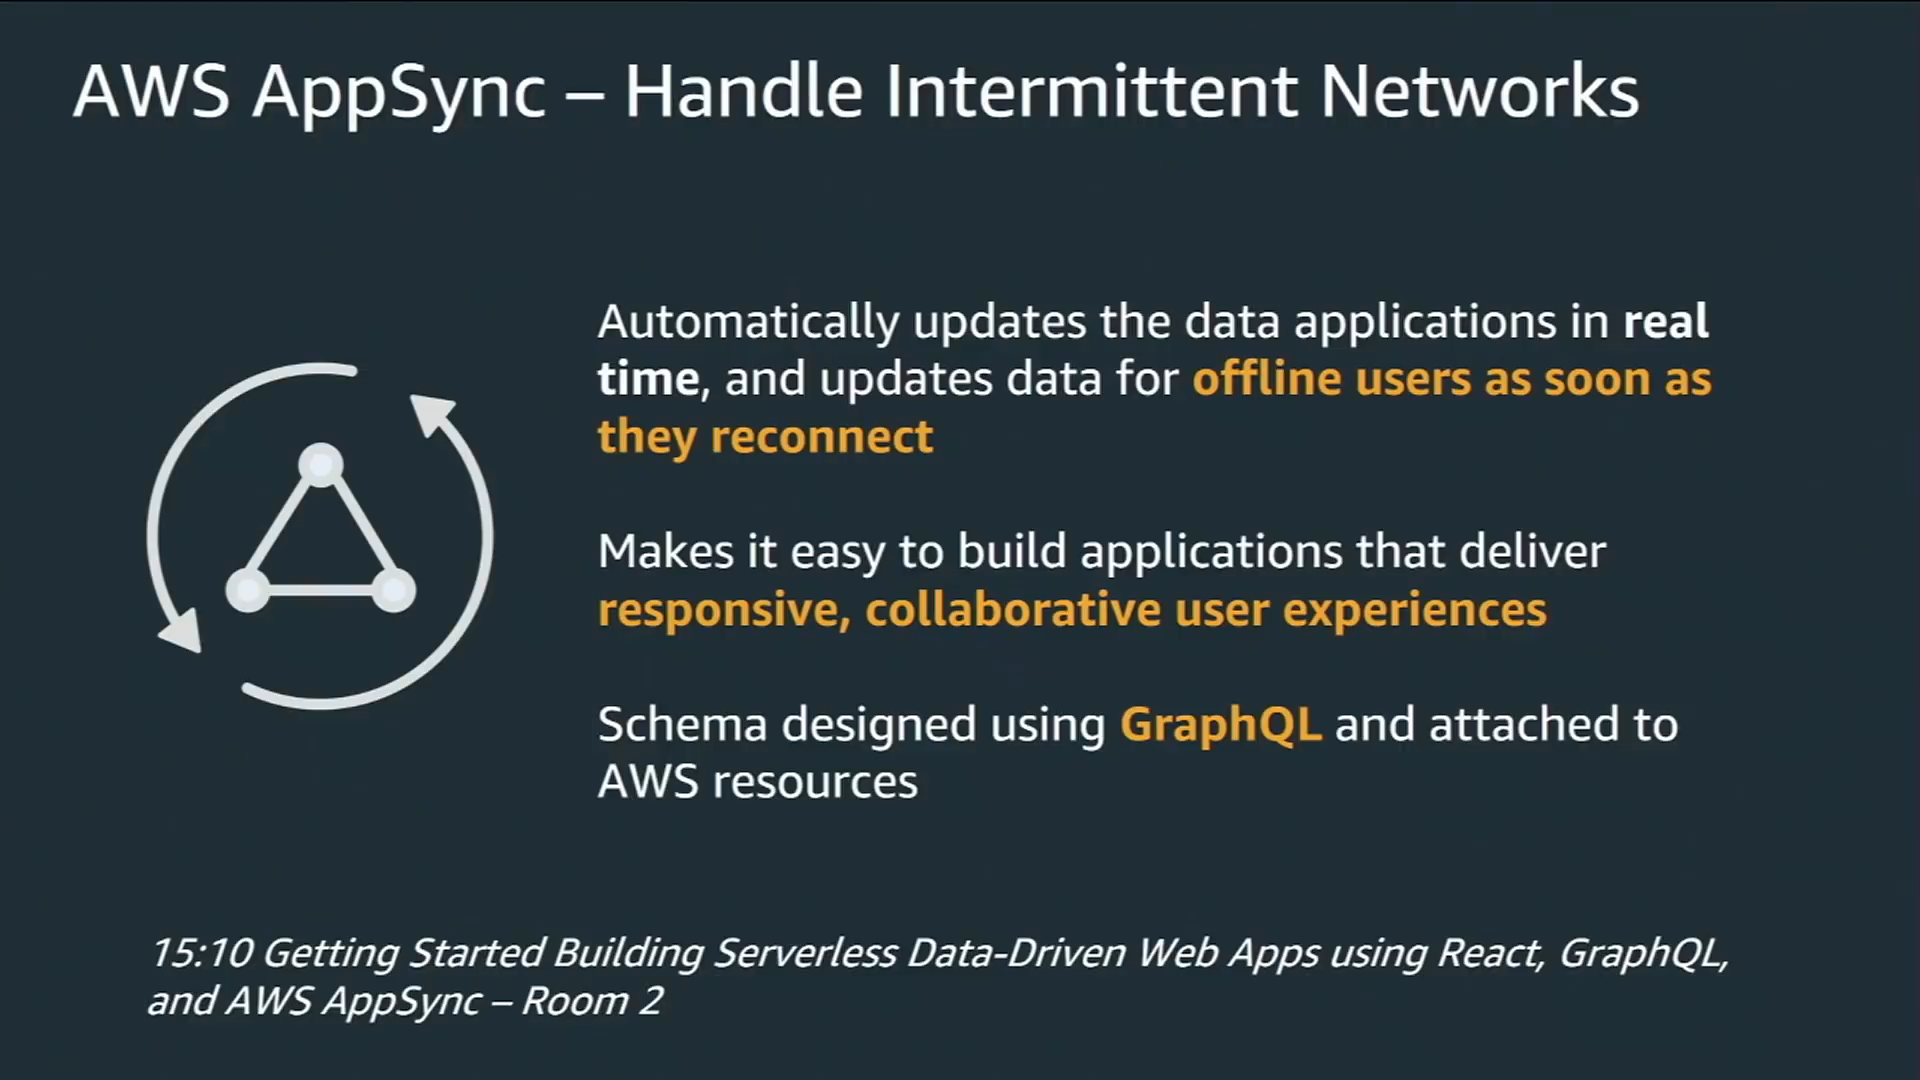 AWS AppSync – Handle Intermittent Networks
Automatically updates the data applications in real
time, and updates data for offline users as soon as
they reconnect
Makes it easy to build applications that deliver
responsive, collaborative user experiences
Schema designed using GraphQL and attached to
AWS resources
15:10 Getting Started Building Serverless Data-Driven Web Apps using React, GraphQL,
and AWS AppSync – Room 2